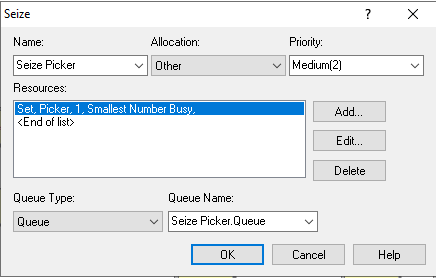 Seize
?
Name: Allocation: Priority:
Seize Picker Other Medium(2)
Resources:
Set, Picker, 1, Smallest Number Busy,
<End of list>
Add...
Edit...
Delete
Queue Type: Queue Name:
Queue Seize Picker.Queue
OK Cancel Help